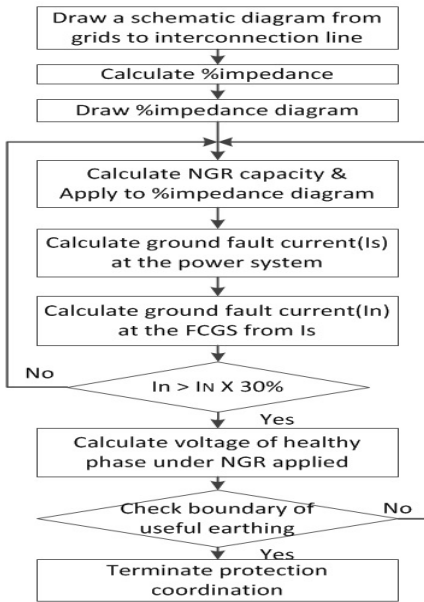 Draw a schematic diagram from
grids to interconnection line
Calculate %impedance
Draw %impedance diagram
Calculate NGR capacity &
Apply to %impedance diagram
Calculate ground fault current(Is)
at the power system
Calculate ground fault current(In)
at the FCGS from Is
No
In > IN X 30%
Yes
Calculate voltage of healthy
phase under NGR applied
Check boundary of
useful earthing
No
Yes
Terminate protection
coordination